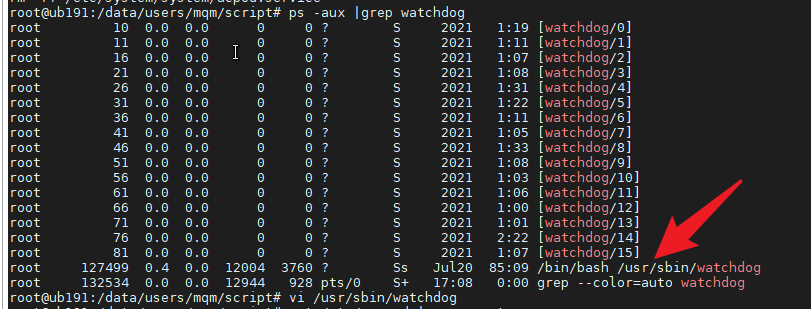 root@ub191:/data/users/mqm/script# ps -aux |grep watchdog
root 10 0.0 0.0 0 0 ? S 2021 1:19 [watchdog/0]
root 11 0.0 0.0 0 0 ? S 2021 1:11 [watchdog/1]
root 16 0.0 0.0 0 0 ? S 2021 1:07 [watchdog/2]
root 21 0.0 0.0 0 0 ? S 2021 1:08 [watchdog/3]
root 26 0.0 0.0 0 0 ? S 2021 1:31 [watchdog/4]
root 31 0.0 0.0 0 0 ? S 2021 1:22 [watchdog/5]
root 36 0.0 0.0 0 0 ? S 2021 1:11 [watchdog/6]
root 41 0.0 0.0 0 0 ? S 2021 1:05 [watchdog/7]
root 46 0.0 0.0 0 0 ? S 2021 1:33 [watchdog/8]
root 51 0.0 0.0 0 0 ? S 2021 1:08 [watchdog/9]
root 56 0.0 0.0 0 0 ? S 2021 1:03 [watchdog/10]
root 61 0.0 0.0 0 0 ? S 2021 1:06 [watchdog/11]
root 66 0.0 0.0 0 0 ? S 2021 1:00 [watchdog/12]
root 71 0.0 0.0 0 0 ? S 2021 1:01 [watchdog/13]
root 76 0.0 0.0 0 0 ? S 2021 2:22 [watchdog/14]
root 81 0.0 0.0 0 0 ? S 2021 1:07 [watchdog/15]
root 127499 0.4 0.0 12004 3760 ? Ss Jul20 85:09 /bin/bash /usr/sbin/watchdog
root 132534 0.0 0.0 12944 928 pts/0 S+ 17:08 0:00 grep --color=auto watchdog
root@ub191:/data/users/mqm/script# vi /usr/sbin/watchdog